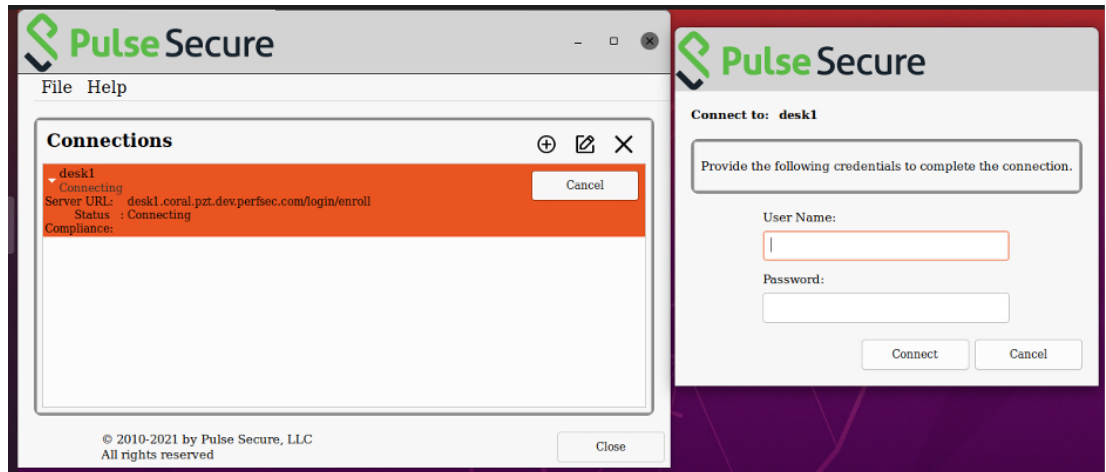 Pulse Secure
File Help
Connections
desk1
Connecting
Cancel
Server URL: desk1.coral.pzt.dev.perfsec.com/login/enroll
Status : Connecting
Compliance:
© 2010-2021 by Pulse Secure, LLC
All rights reserved
Close
Pulse Secure
Connect to: desk1
Provide the following credentials to complete the connection.
User Name:
Password:
Connect Cancel